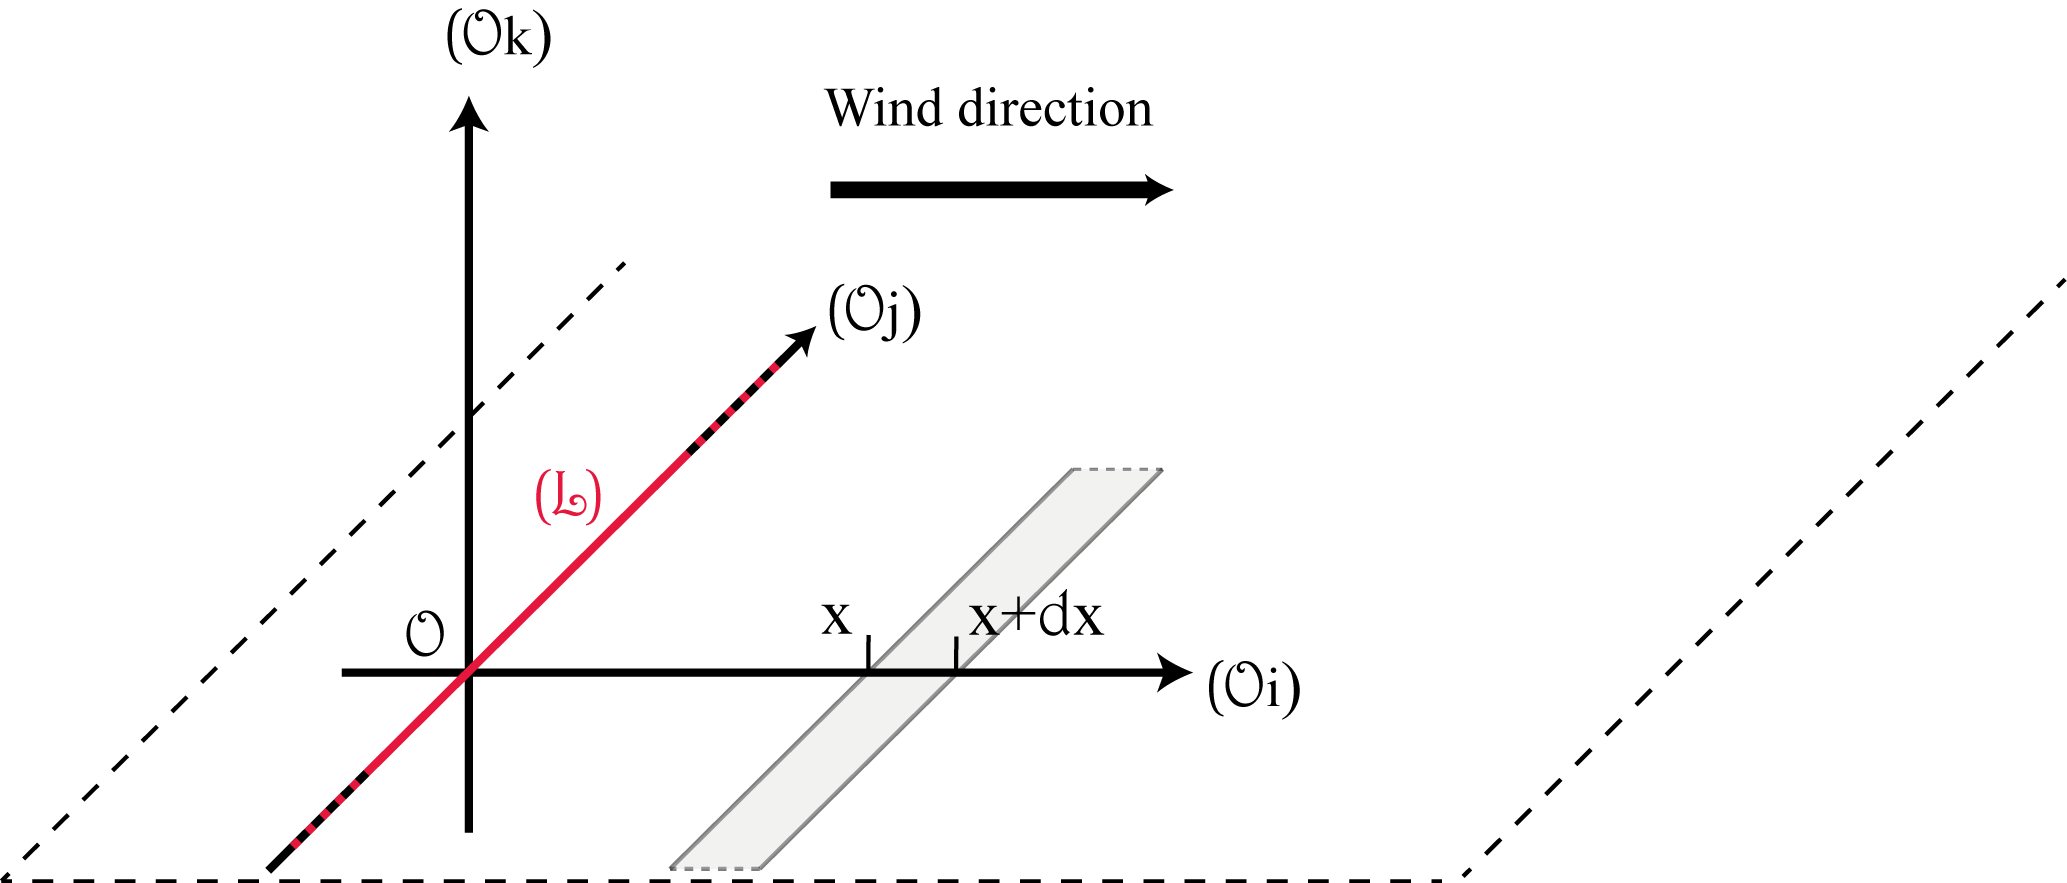 (Ok)
Wind direction
(Oj)
(L)
O
x
x+dx
(Oi)